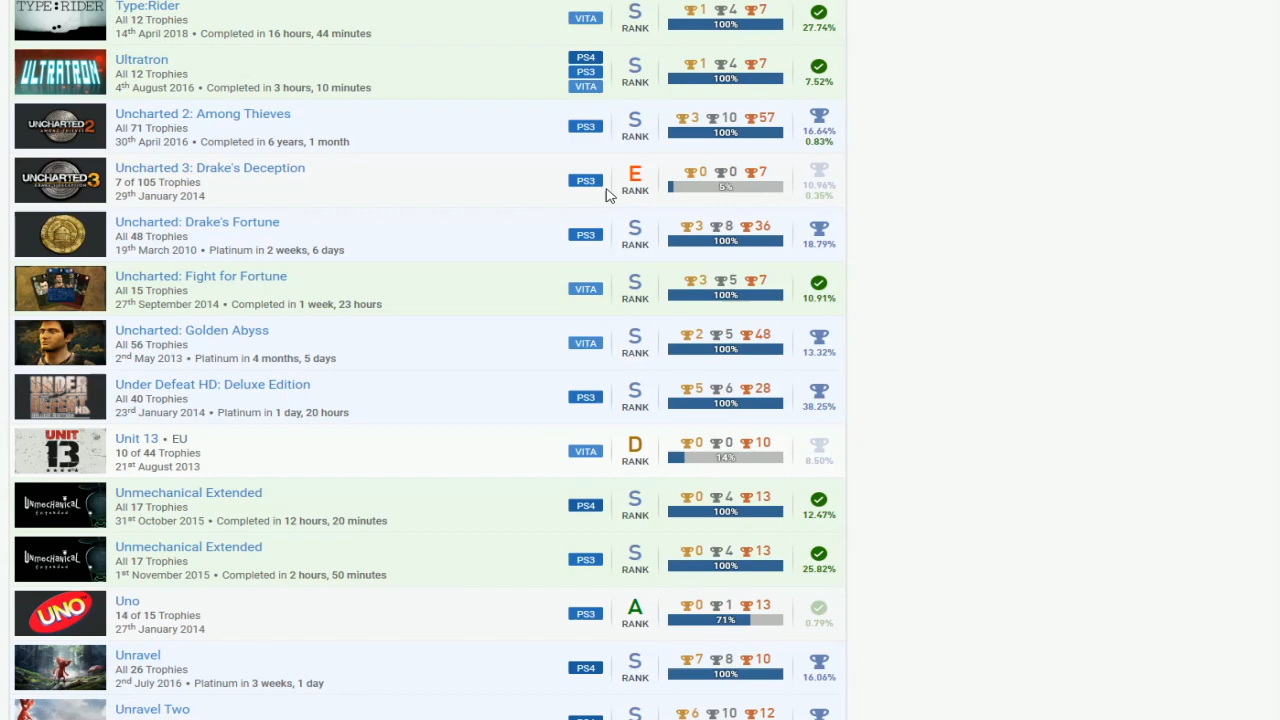 TYPE:RIDER
Type:Rider
All 12 Trophies
14th April 2018 • Completed in 16 hours, 44 minutes
VITA
S
RANK
1 4 7
100%
27.74%
ULTRATRON
Ultratron
All 12 Trophies
4th August 2016 • Completed in 3 hours, 10 minutes
PS4
PS3
VITA
S
RANK
1 4 7
100%
7.52%
UNCHARTED 2
AMONG THIEVES
Uncharted 2: Among Thieves
All 71 Trophies
30th April 2016 • Completed in 6 years, 1 month
PS3
S
RANK
3 10 57
100%
16.64%
0.83%
UNCHARTED 3
DRAKE'S DECEPTION
Uncharted 3: Drake's Deception
7 of 105 Trophies
29th January 2014
PS3
E
RANK
0 0 7
5%
10.96%
0.35%
Uncharted: Drake's Fortune
All 48 Trophies
19th March 2010 • Platinum in 2 weeks, 6 days
PS3
S
RANK
3 8 36
100%
18.79%
Uncharted: Fight for Fortune
All 15 Trophies
27th September 2014 • Completed in 1 week, 23 hours
VITA
S
RANK
3 5 7
100%
10.91%
Uncharted: Golden Abyss
All 56 Trophies
2nd May 2013 • Platinum in 4 months, 5 days
VITA
S
RANK
2 5 48
100%
13.32%
UNDER
DEFEAT HD
Under Defeat HD: Deluxe Edition
All 40 Trophies
23rd January 2014 • Platinum in 1 day, 20 hours
PS3
S
RANK
5 6 28
100%
38.25%
UNIT
13
Unit 13 • EU
10 of 44 Trophies
21st August 2013
VITA
D
RANK
0 0 10
14%
8.50%
Unmechanical
Extended
Unmechanical Extended
All 17 Trophies
31st October 2015 • Completed in 12 hours, 20 minutes
PS4
S
RANK
0 4 13
100%
12.47%
Unmechanical
Extended
Unmechanical Extended
All 17 Trophies
1st November 2015 • Completed in 2 hours, 50 minutes
PS3
S
RANK
0 4 13
100%
25.82%
UNO
Uno
14 of 15 Trophies
27th January 2014
PS3
A
RANK
0 1 13
71%
0.79%
Unravel
All 26 Trophies
2nd July 2016 • Platinum in 3 weeks, 1 day
PS4
S
RANK
7 8 10
100%
16.06%
Unravel Two
S
6 10 12